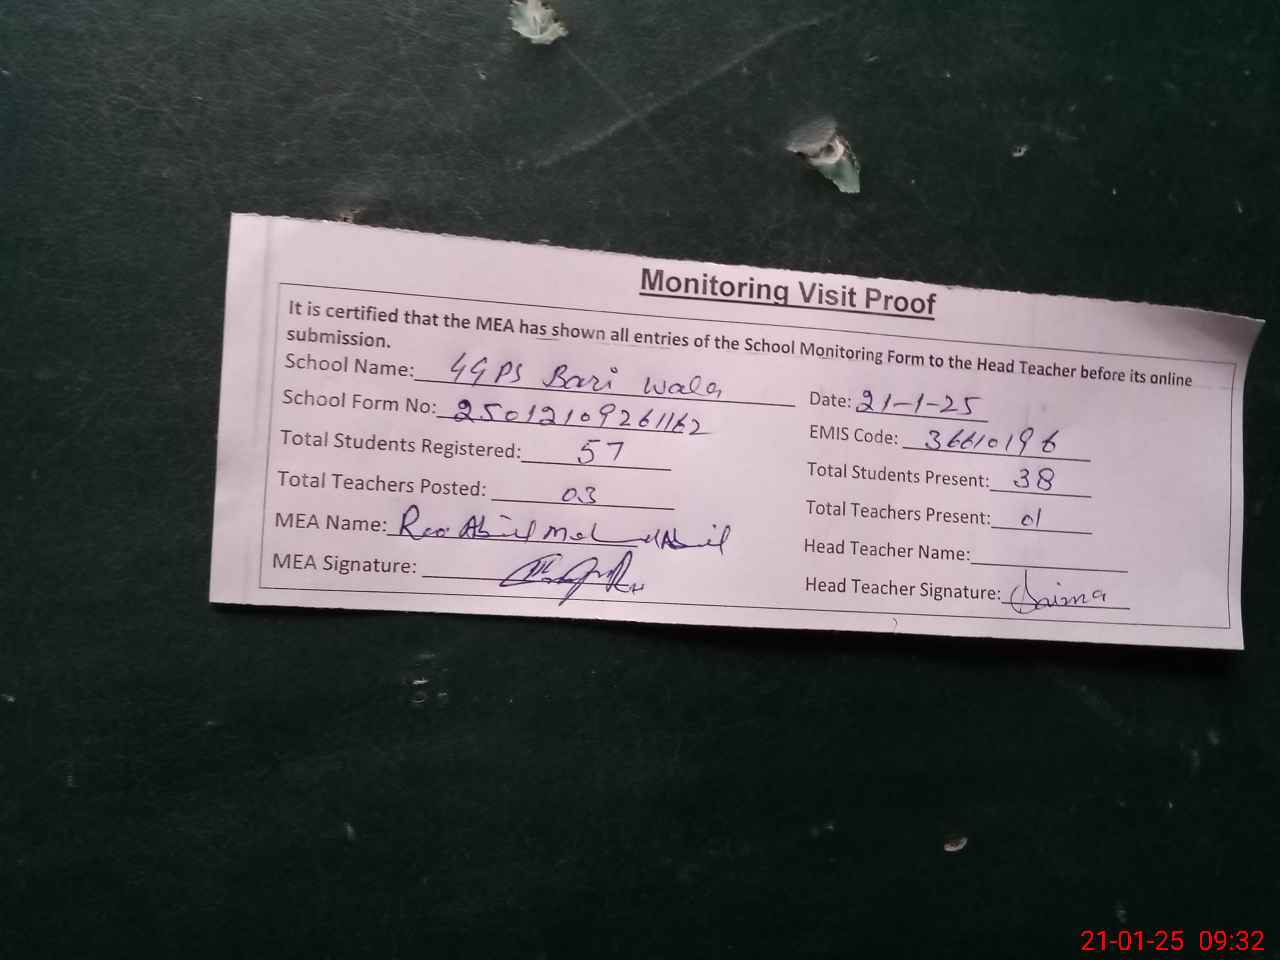 Monitoring Visit Proof
It is certified that the MEA has shown all entries of the School Monitoring Form to the Head Teacher before its online
submission.
School Name: GGPS Bari wala
Date: 21-1-25
School Form No: 25012109261162
EMIS Code: 36610196
Total Students Registered: 57
Total Students Present: 38
Total Teachers Posted: 03
Total Teachers Present: 01
MEA Name:
Head Teacher Name:
MEA Signature:
Head Teacher Signature: Saima
21-01-25 09:32